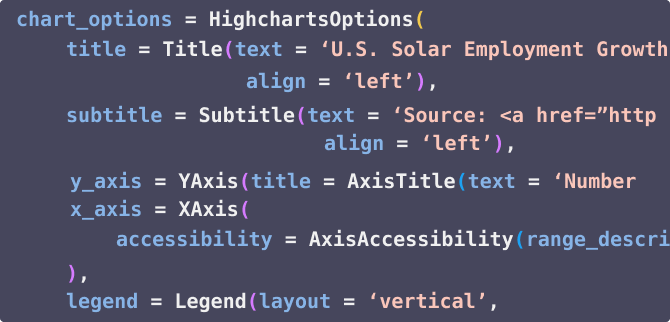 chart_options = HighchartsOptions(
title = Title(text = ‘U.S. Solar Employment Growth
align = ‘left’),
subtitle = Subtitle(text = ‘Source: <a href=”http
align = ‘left’),
y_axis = YAxis(title = AxisTitle(text = ‘Number
x_axis = XAxis(
accessibility = AxisAccessibility(range_descri
),
legend = Legend(layout = ‘vertical’,